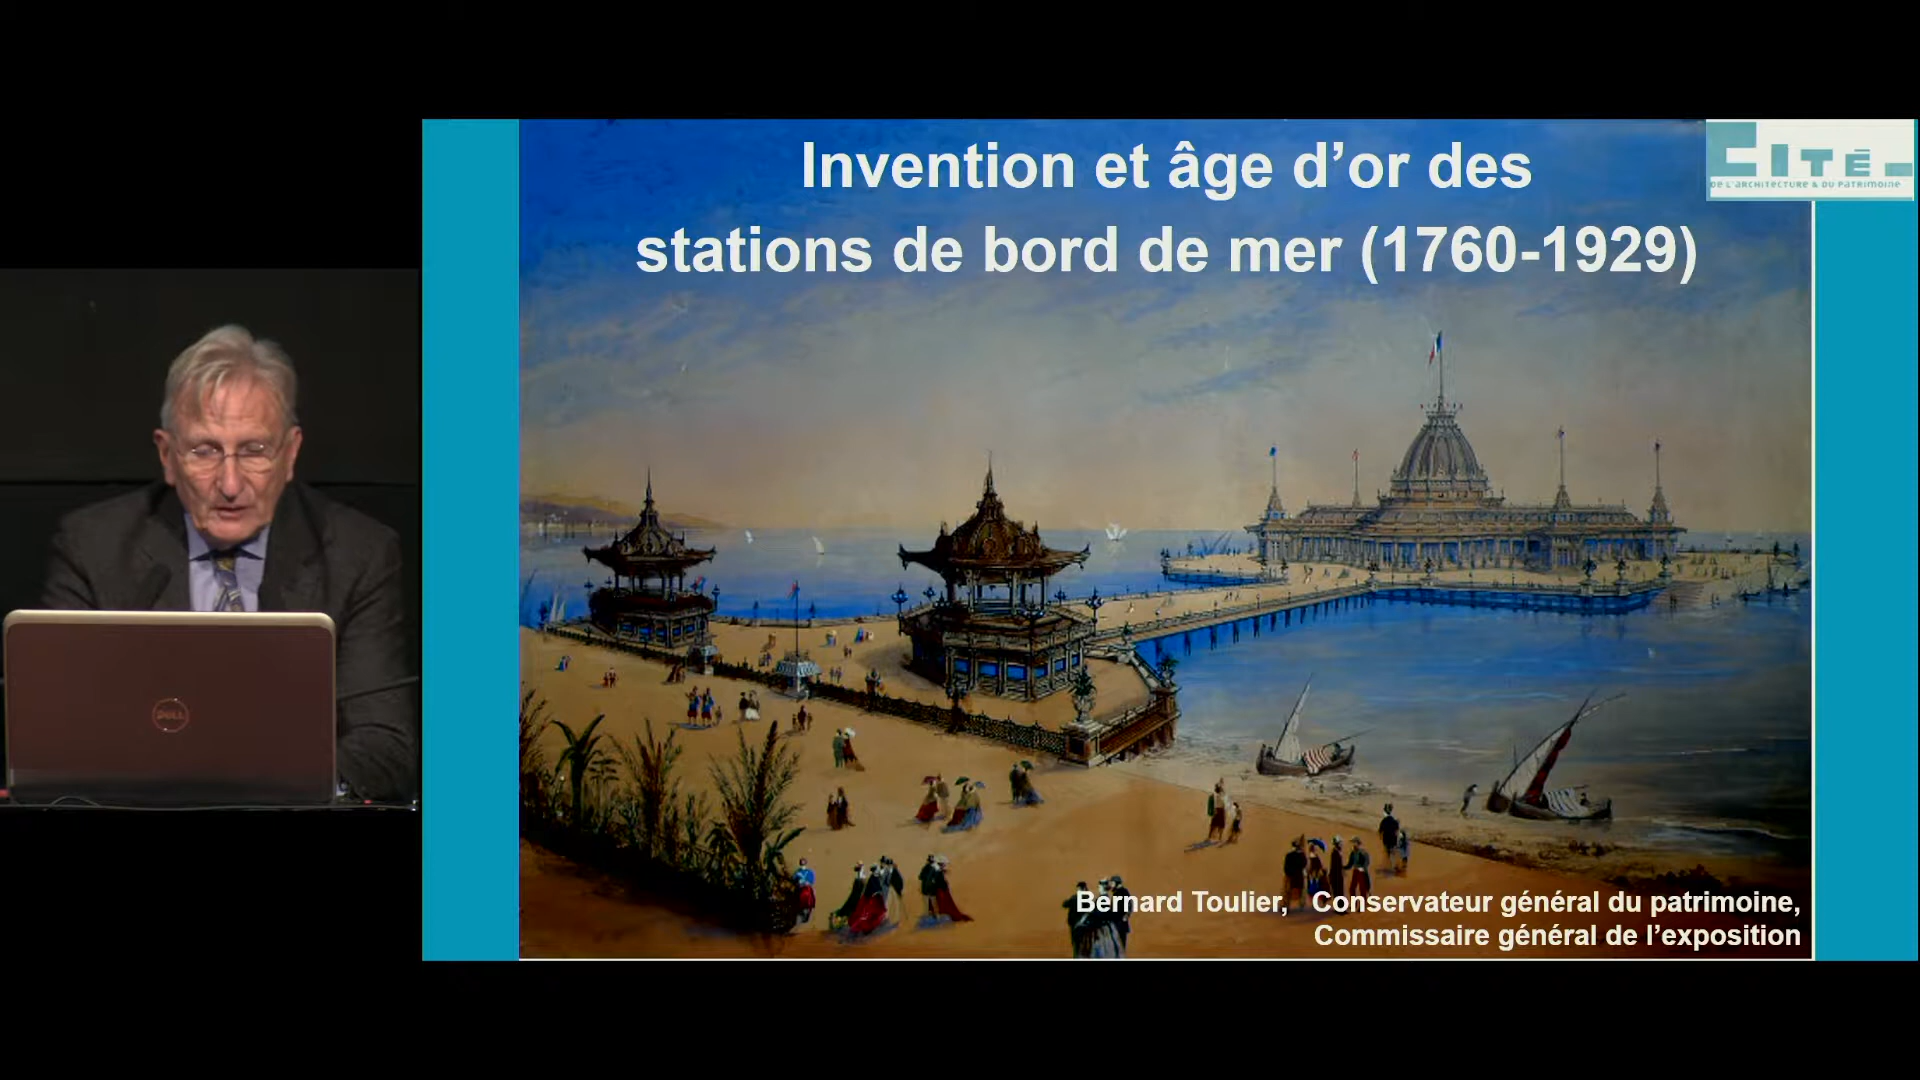 Invention et âge d’or des
stations de bord de mer (1760-1929)
CITÉ
DE L'ARCHITECTURE & DU PATRIMOINE
Bernard Toulier, Conservateur général du patrimoine,
Commissaire général de l’exposition
DELL